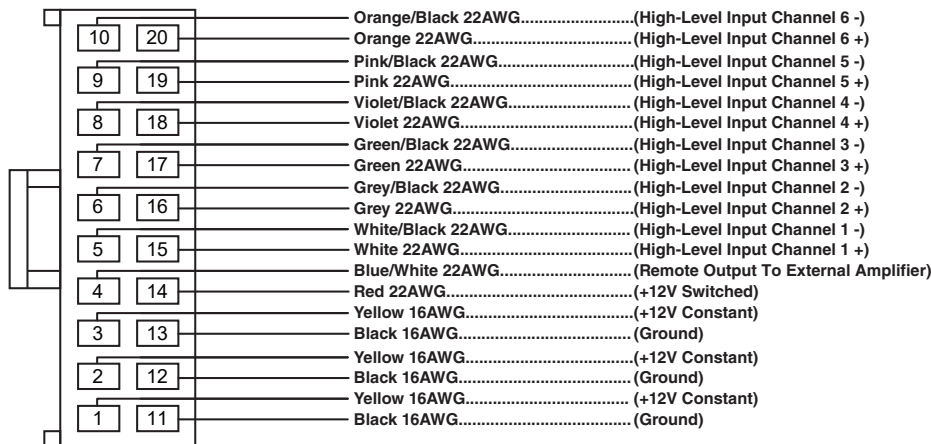 Orange/Black 22AWG..............................(High-Level Input Channel 6 -)
10 20 Orange 22AWG..........................................(High-Level Input Channel 6 +)
Pink/Black 22AWG...................................(High-Level Input Channel 5 -)
9 19 Pink 22AWG...............................................(High-Level Input Channel 5 +)
Violet/Black 22AWG.................................(High-Level Input Channel 4 -)
8 18 Violet 22AWG.............................................(High-Level Input Channel 4 +)
Green/Black 22AWG................................(High-Level Input Channel 3 -)
7 17 Green 22AWG............................................(High-Level Input Channel 3 +)
Grey/Black 22AWG...................................(High-Level Input Channel 2 -)
6 16 Grey 22AWG...............................................(High-Level Input Channel 2 +)
White/Black 22AWG.................................(High-Level Input Channel 1 -)
5 15 White 22AWG.............................................(High-Level Input Channel 1 +)
Blue/White 22AWG...................................(Remote Output To External Amplifier)
4 14 Red 22AWG................................................(+12V Switched)
Yellow 16AWG............................................(+12V Constant)
3 13 Black 16AWG.............................................(Ground)
Yellow 16AWG............................................(+12V Constant)
2 12 Black 16AWG.............................................(Ground)
Yellow 16AWG............................................(+12V Constant)
1 11 Black 16AWG.............................................(Ground)